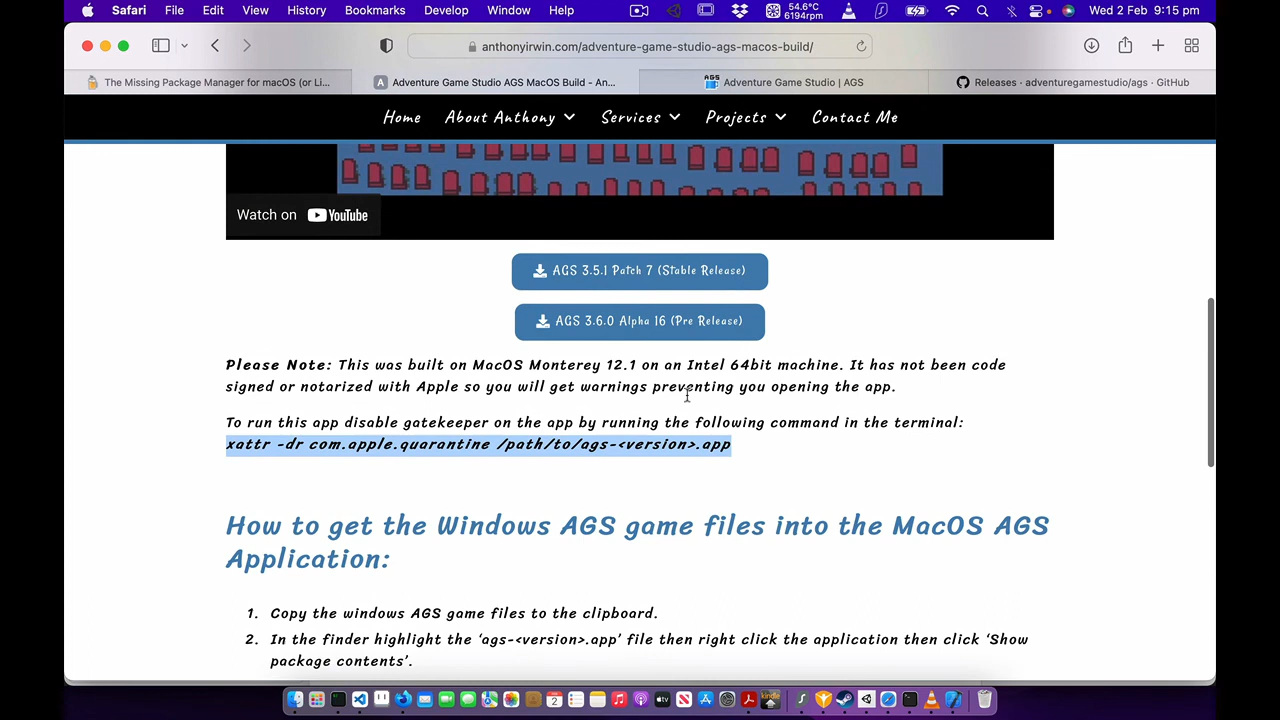 Safari File Edit View History Bookmarks Develop Window Help 54.6°C 6194rpm Wed 2 Feb 9:15 pm
anthonyirwin.com/adventure-game-studio-ags-macos-build/
The Missing Package Manager for macOS (or Li... A Adventure Game Studio AGS MacOS Build - An... AGS Adventure Game Studio | AGS Releases · adventuregamestudio/ags · GitHub
Home About Anthony Services Projects Contact Me
Watch on YouTube
AGS 3.5.1 Patch 7 (Stable Release)
AGS 3.6.0 Alpha 16 (Pre Release)
Please Note: This was built on MacOS Monterey 12.1 on an Intel 64bit machine. It has not been code
signed or notarized with Apple so you will get warnings preventing you opening the app.
To run this app disable gatekeeper on the app by running the following command in the terminal:
xattr -dr com.apple.quarantine /path/to/ags-<version>.app
How to get the Windows AGS game files into the MacOS AGS
Application:
1. Copy the windows AGS game files to the clipboard.
2. In the finder highlight the ‘ags-<version>.app’ file then right click the application then click ‘Show
package contents’.